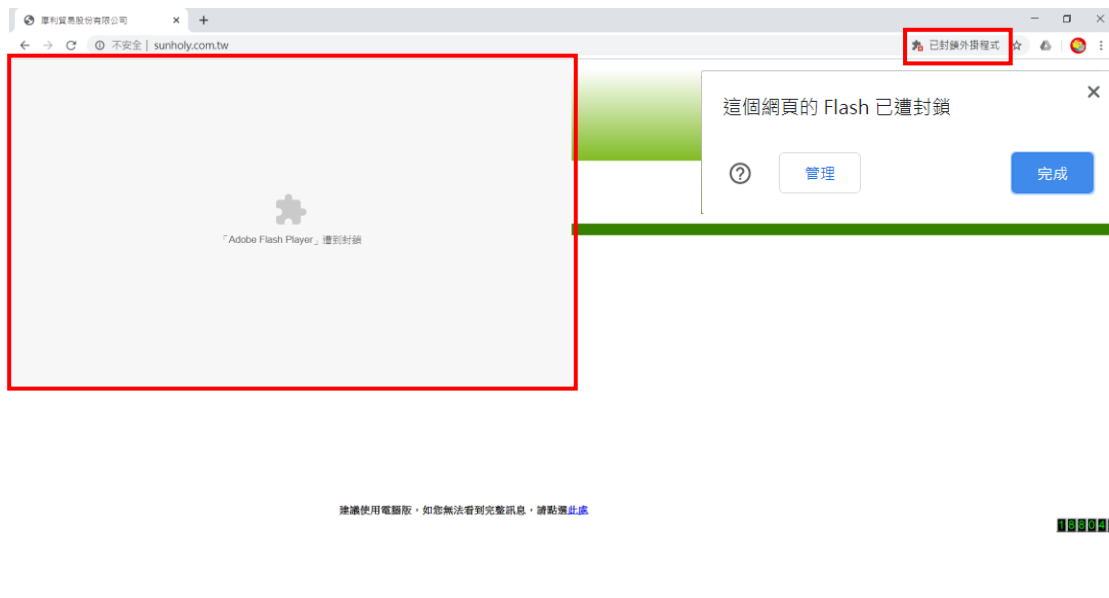 摩利貿易股份有限公司
不安全 | sunholy.com.tw
已封鎖外掛程式
這個網頁的 Flash 已遭封鎖
管理
完成
「Adobe Flash Player」遭到封鎖
建議使用電腦版，如您無法看到完整訊息，請點選此處
18804